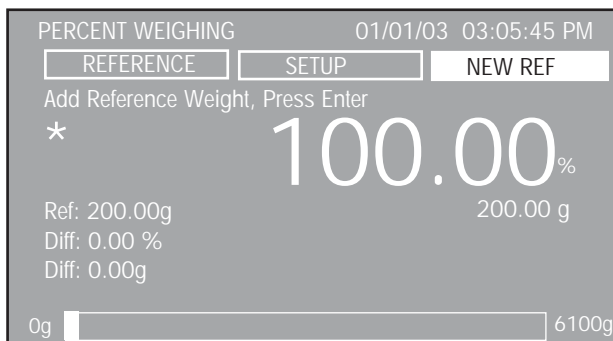 PERCENT WEIGHING 01/01/03 03:05:45 PM
REFERENCE SETUP NEW REF
Add Reference Weight, Press Enter
* 100.00%
Ref: 200.00g 200.00 g
Diff: 0.00 %
Diff: 0.00g
0g 6100g